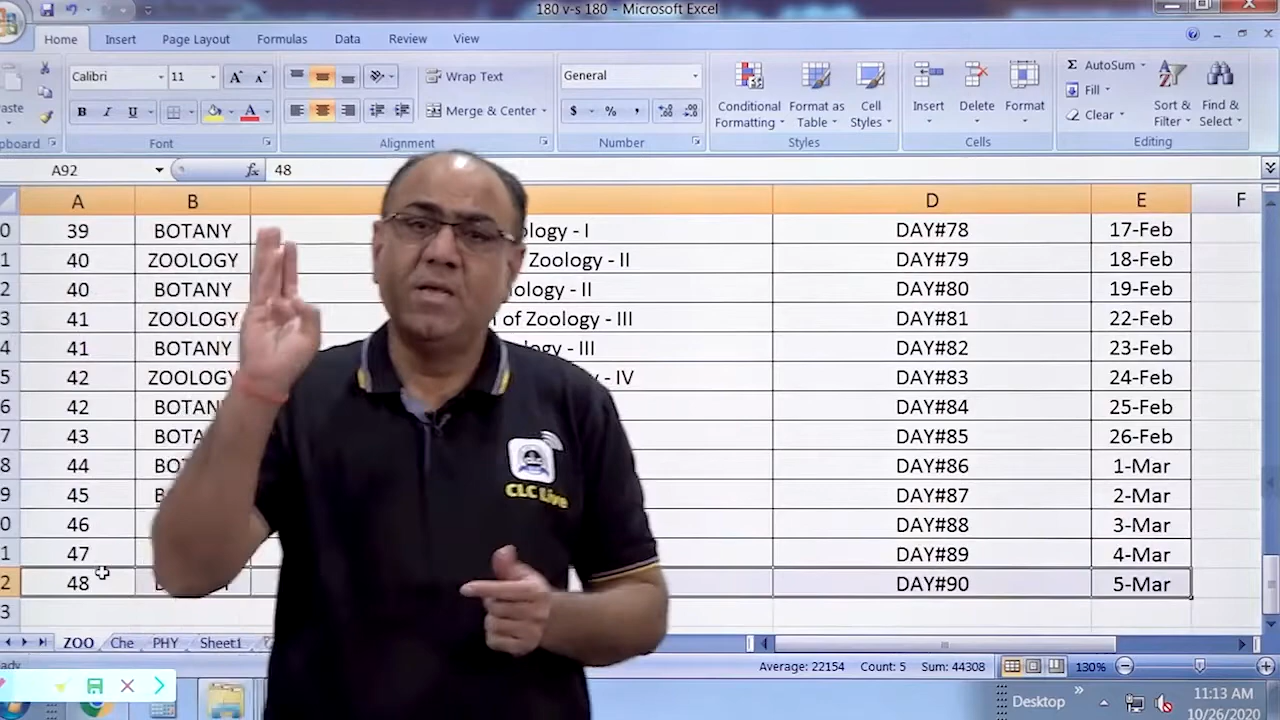 180 v-s 180 - Microsoft Excel
Home Insert Page Layout Formulas Data Review View
Calibri 11 A A Wrap Text General Conditional Formatting Format as Table Cell Styles Insert Delete Format Σ AutoSum Fill Clear Sort & Filter Find & Select
B I U A Merge & Center $ % ,
Font Alignment Number Styles Cells Editing
A92 fx 48
A B D E F
39 BOTANY - I DAY#78 17-Feb
40 ZOOLOGY Zoology - II DAY#79 18-Feb
40 BOTANY - II DAY#80 19-Feb
41 ZOOLOGY of Zoology - III DAY#81 22-Feb
41 BOTANY - III DAY#82 23-Feb
42 ZOOLOGY - IV DAY#83 24-Feb
42 DAY#84 25-Feb
43 DAY#85 26-Feb
44 DAY#86 1-Mar
45 DAY#87 2-Mar
46 DAY#88 3-Mar
47 DAY#89 4-Mar
48 DAY#90 5-Mar
CLC Live
ZOO Che PHY Sheet1
Average: 22154 Count: 5 Sum: 44308 130%
Desktop 11:13 AM
10/26/2020